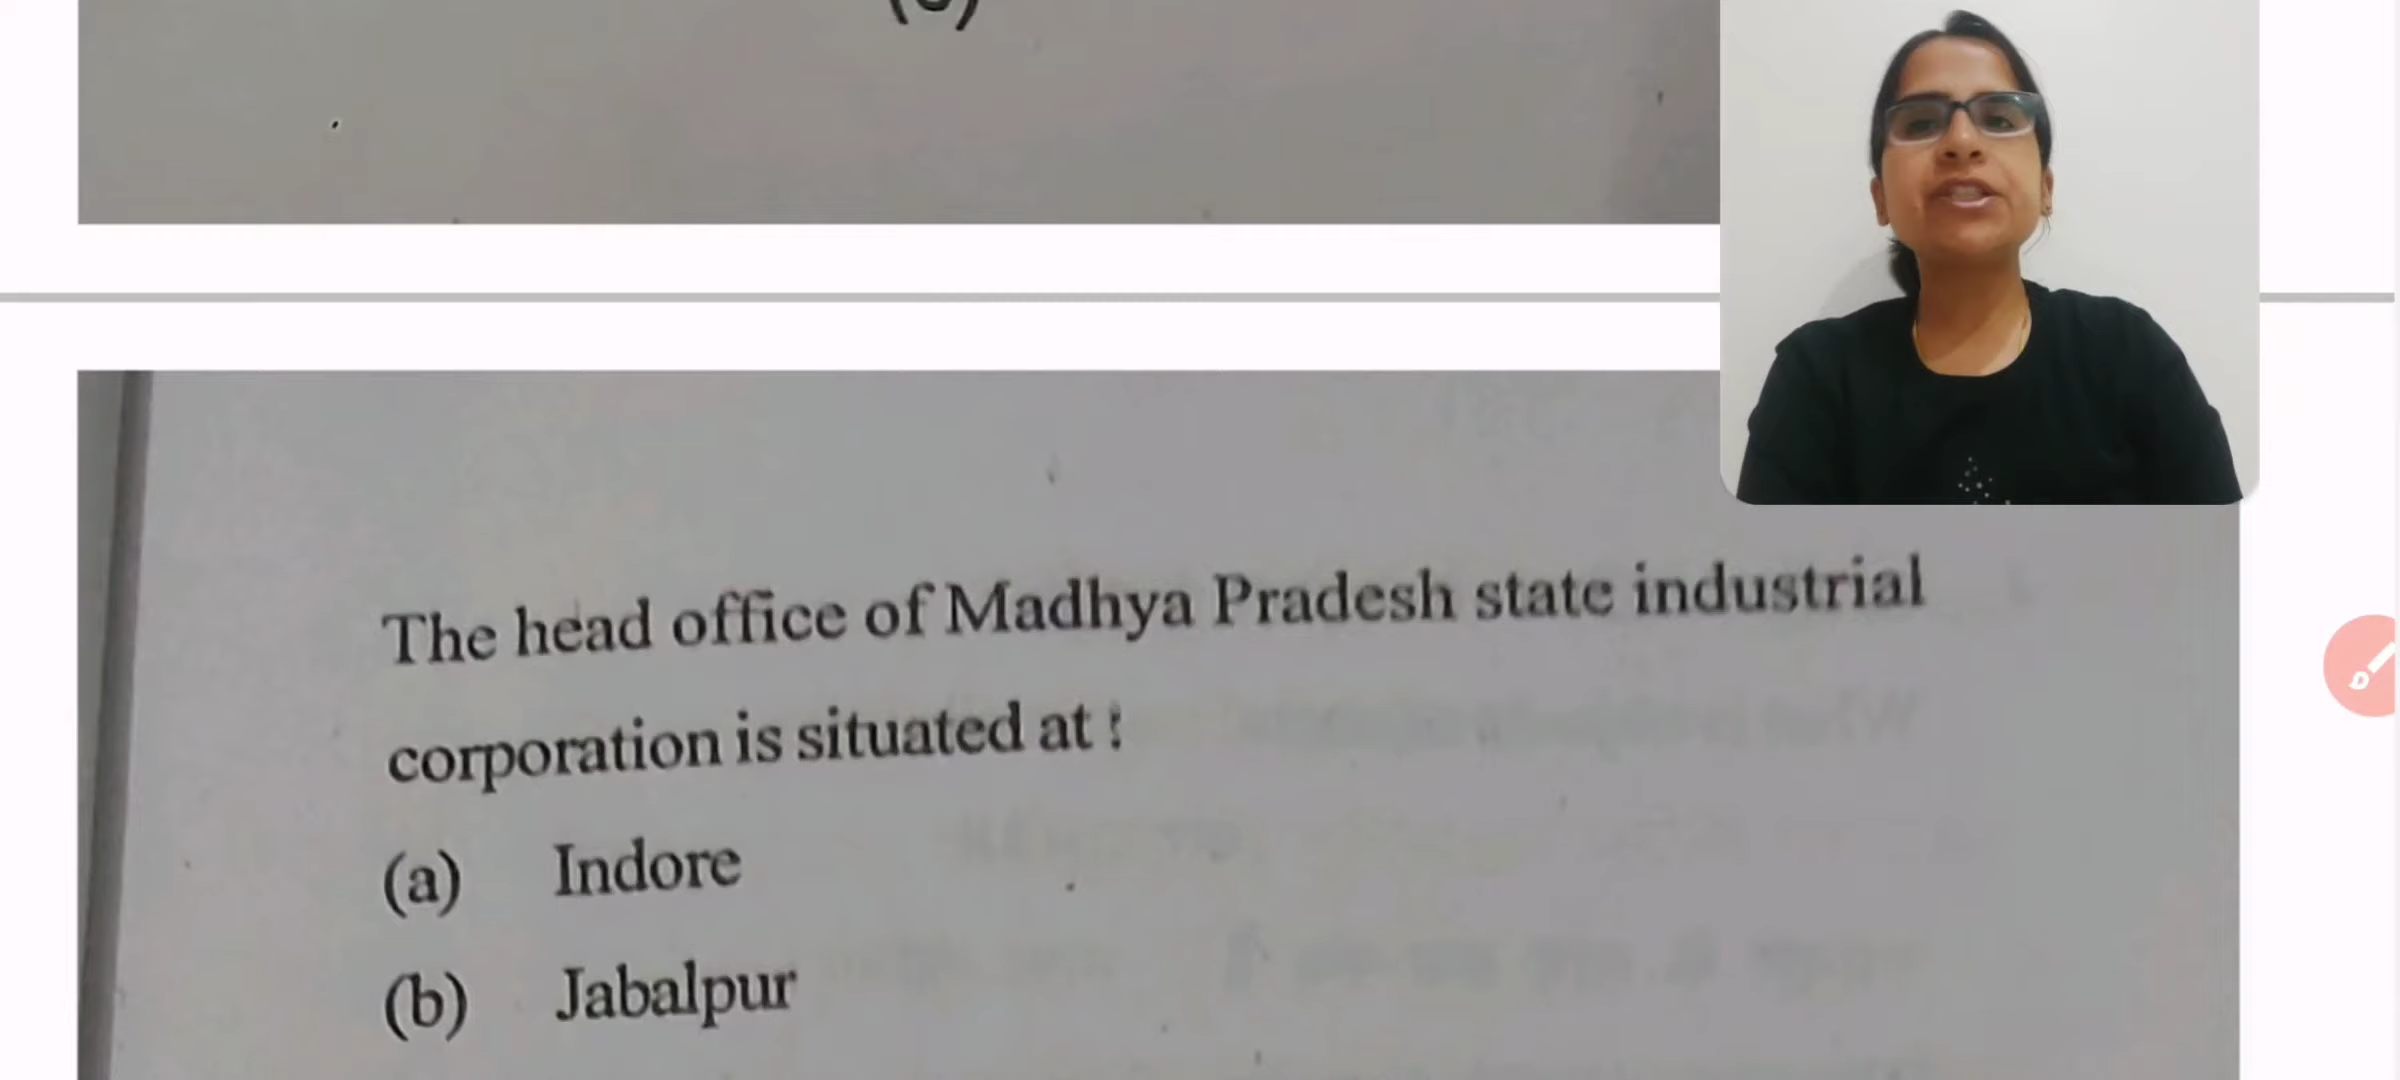 The head office of Madhya Pradesh state industrial
corporation is situated at :
(a) Indore
(b) Jabalpur